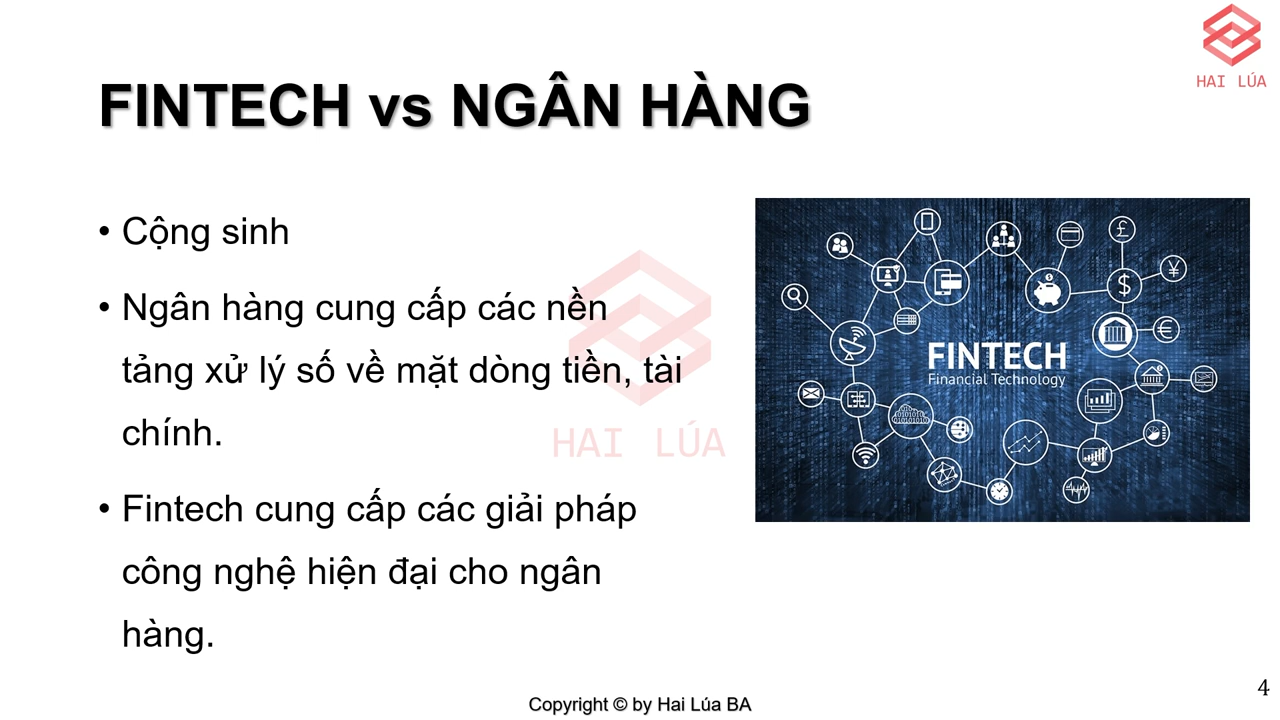 HAI LÚA
FINTECH vs NGÂN HÀNG
• Cộng sinh
• Ngân hàng cung cấp các nền
tảng xử lý số về mặt dòng tiền, tài
chính.
• Fintech cung cấp các giải pháp
công nghệ hiện đại cho ngân
hàng.
HAI LÚA
FINTECH
Financial Technology
Copyright © by Hai Lúa BA
4